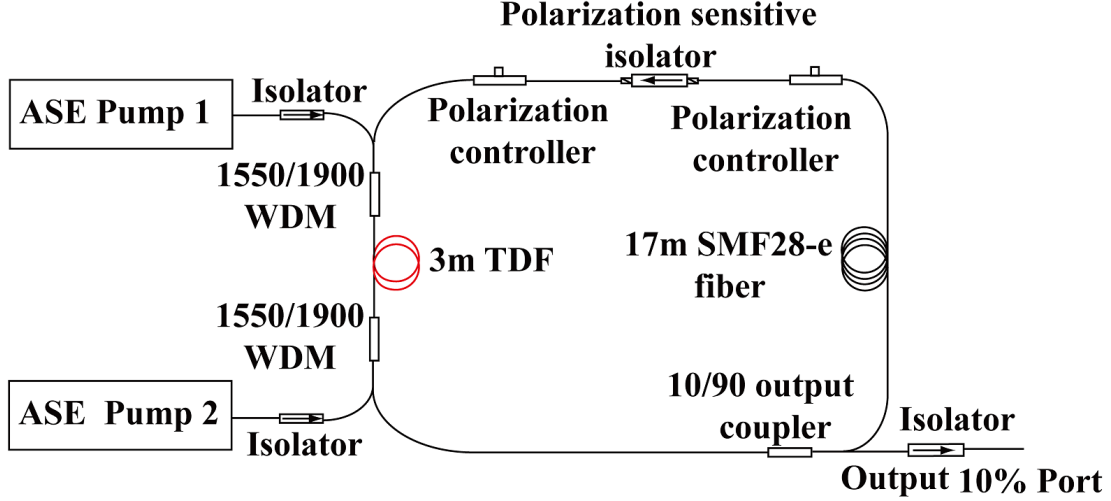 Polarization sensitive
isolator
ASE Pump 1
Isolator
Polarization
controller
Polarization
controller
1550/1900
WDM
3m TDF
17m SMF28-e
fiber
1550/1900
WDM
ASE Pump 2
Isolator
10/90 output
coupler
Isolator
Output 10% Port